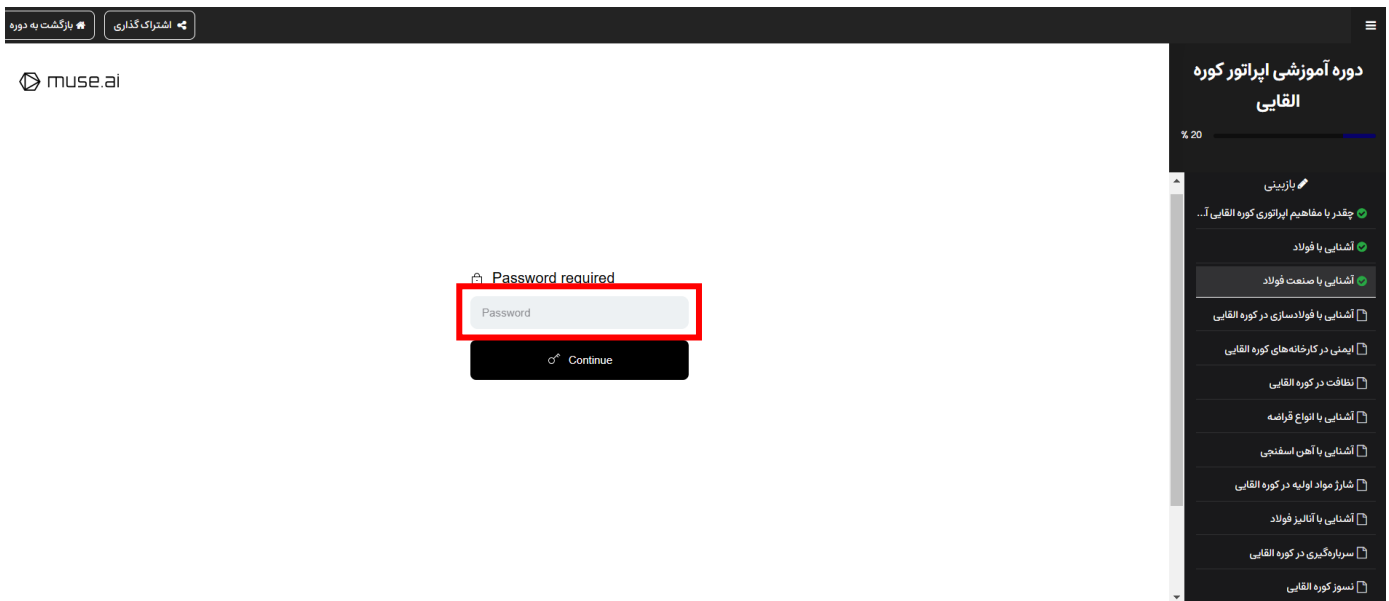 اشتراک گذاری
بازگشت به دوره
muse.ai
Password required
Password
Continue
دوره آموزشی اپراتور کوره
القایی
% 20
بازبینی
چقدر با مفاهیم اپراتوری کوره القایی آ...
آشنایی با فولاد
آشنایی با صنعت فولاد
آشنایی با فولادسازی در کوره القایی
ایمنی در کارخانه‌های کوره القایی
نظافت در کوره القایی
آشنایی با انواع قراضه
آشنایی با آهن اسفنجی
شارژ مواد اولیه در کوره القایی
آشنایی با آنالیز فولاد
سرباره‌گیری در کوره القایی
نسوز کوره القایی